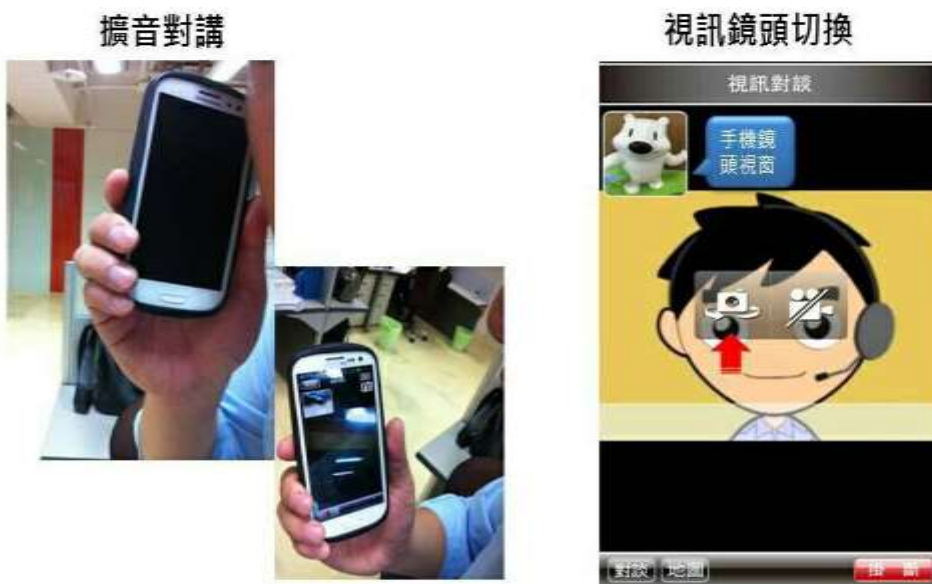 擴音對講
視訊鏡頭切換
視訊對談
手機鏡
頭視窗
對談 地圖
掛 斷